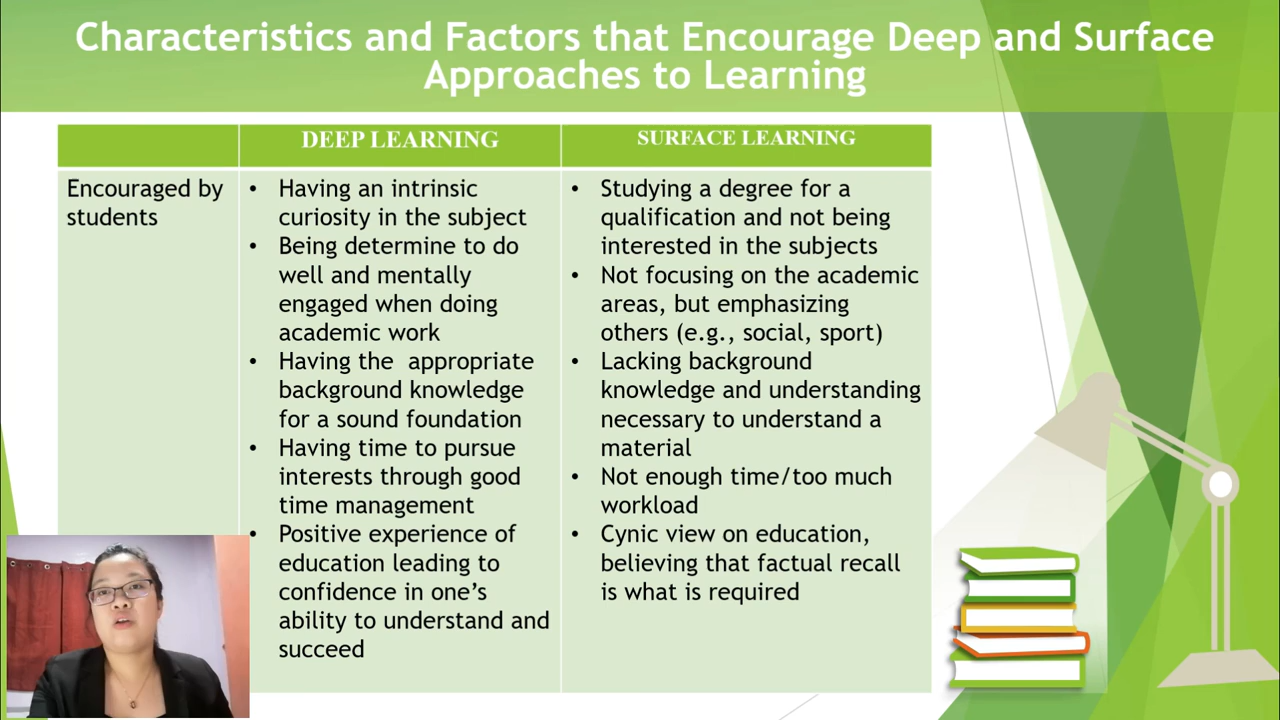 Characteristics and Factors that Encourage Deep and Surface
Approaches to Learning
DEEP LEARNING
SURFACE LEARNING
Encouraged by
students
• Having an intrinsic
curiosity in the subject
• Being determine to do
well and mentally
engaged when doing
academic work
• Having the  appropriate
background knowledge
for a sound foundation
• Having time to pursue
interests through good
time management
• Positive experience of
education leading to
confidence in one’s
ability to understand and
succeed
• Studying a degree for a
qualification and not being
interested in the subjects
• Not focusing on the academic
areas, but emphasizing
others (e.g., social, sport)
• Lacking background
knowledge and understanding
necessary to understand a
material
• Not enough time/too much
workload
• Cynic view on education,
believing that factual recall
is what is required